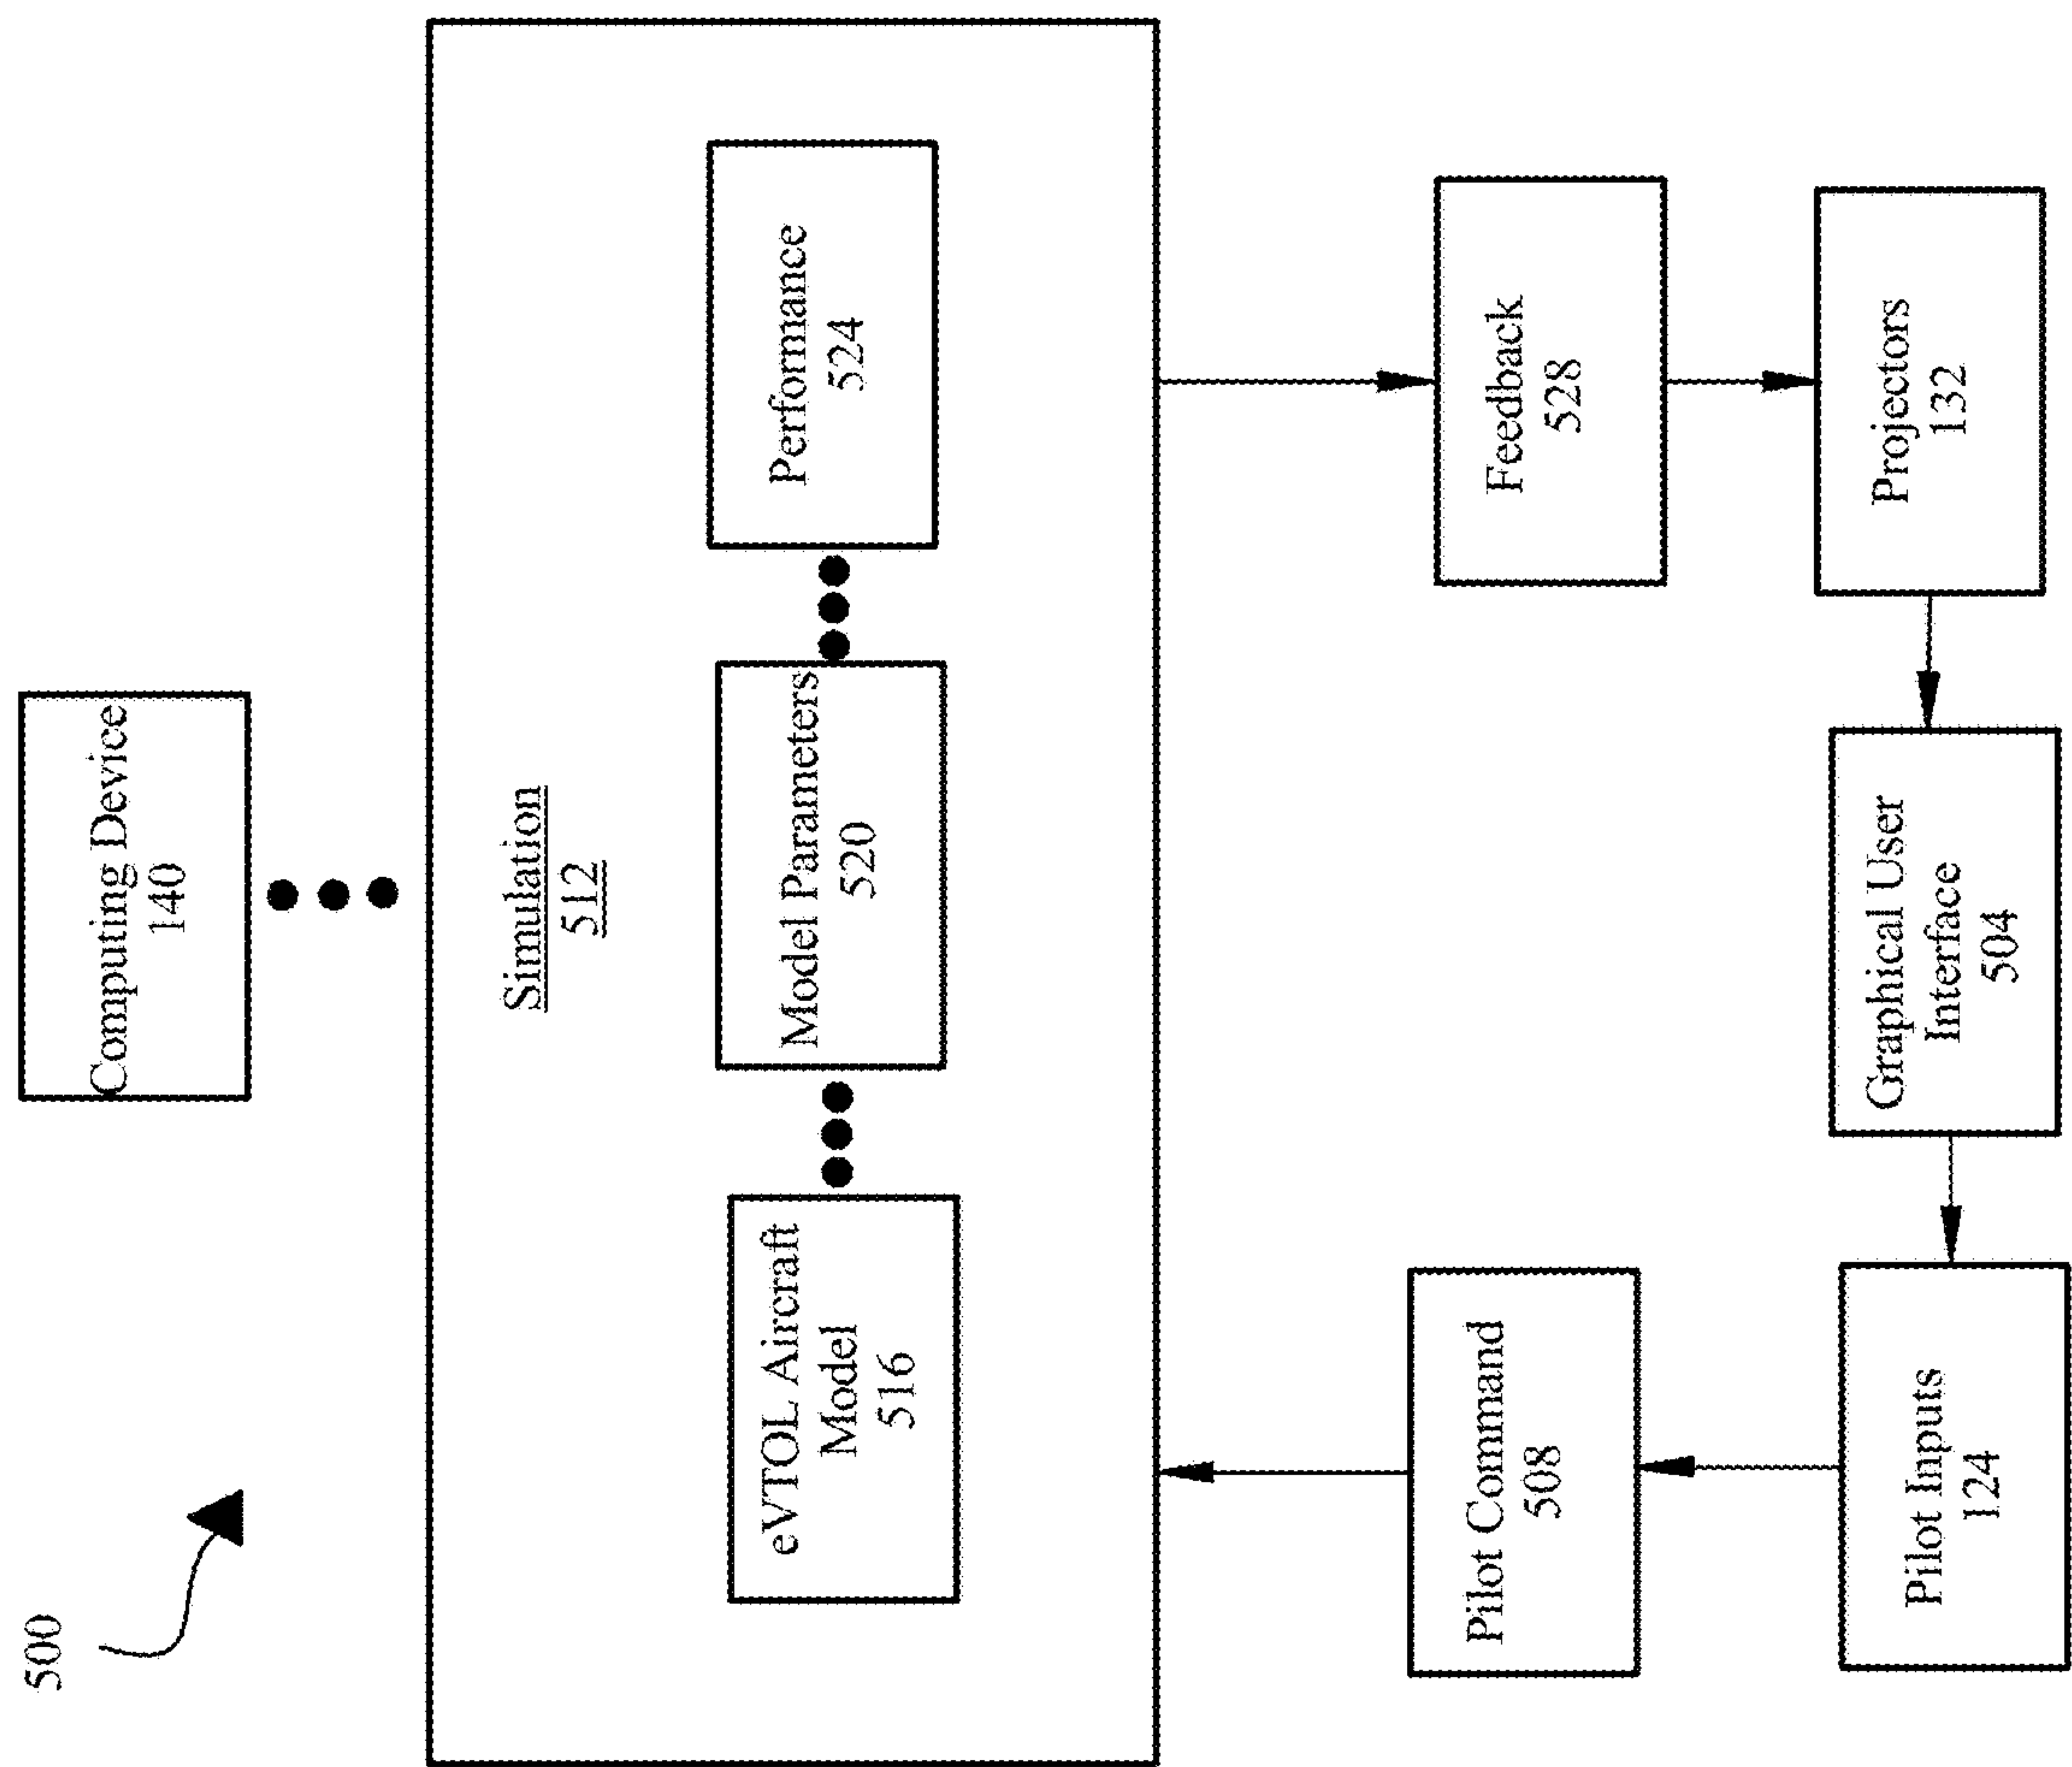 500
Computing Device
140
Simulation
512
eVTOL Aircraft
Model
516
Model Parameters
520
Perfomance
524
Pilot Command
508
Feedback
528
Pilot Inputs
124
Graphical User
Interface
504
Projectors
132